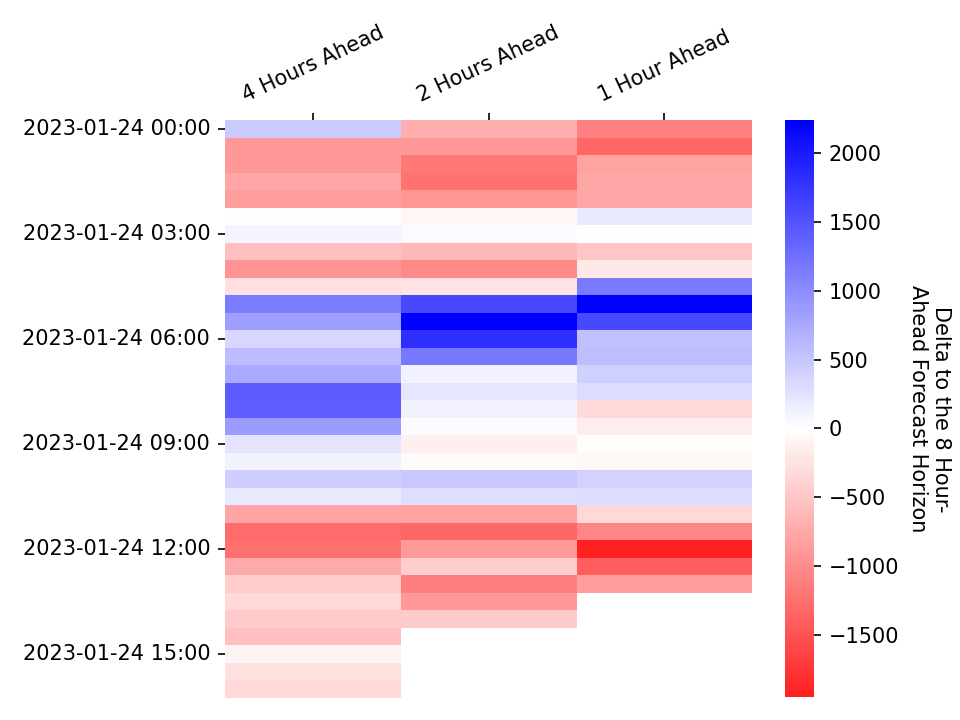 4 Hours Ahead
2 Hours Ahead
1 Hour Ahead
2023-01-24 00:00
2023-01-24 03:00
2023-01-24 06:00
2023-01-24 09:00
2023-01-24 12:00
2023-01-24 15:00
2000
1500
1000
500
0
−500
−1000
−1500
Delta to the 8 Hour-
Ahead Forecast Horizon